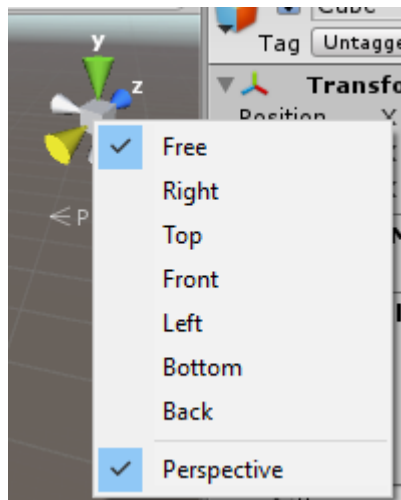 Cube
Tag Untagge
y
z
Transfo
Position X
P
Free
Right
Top
Front
Left
Bottom
Back
Perspective